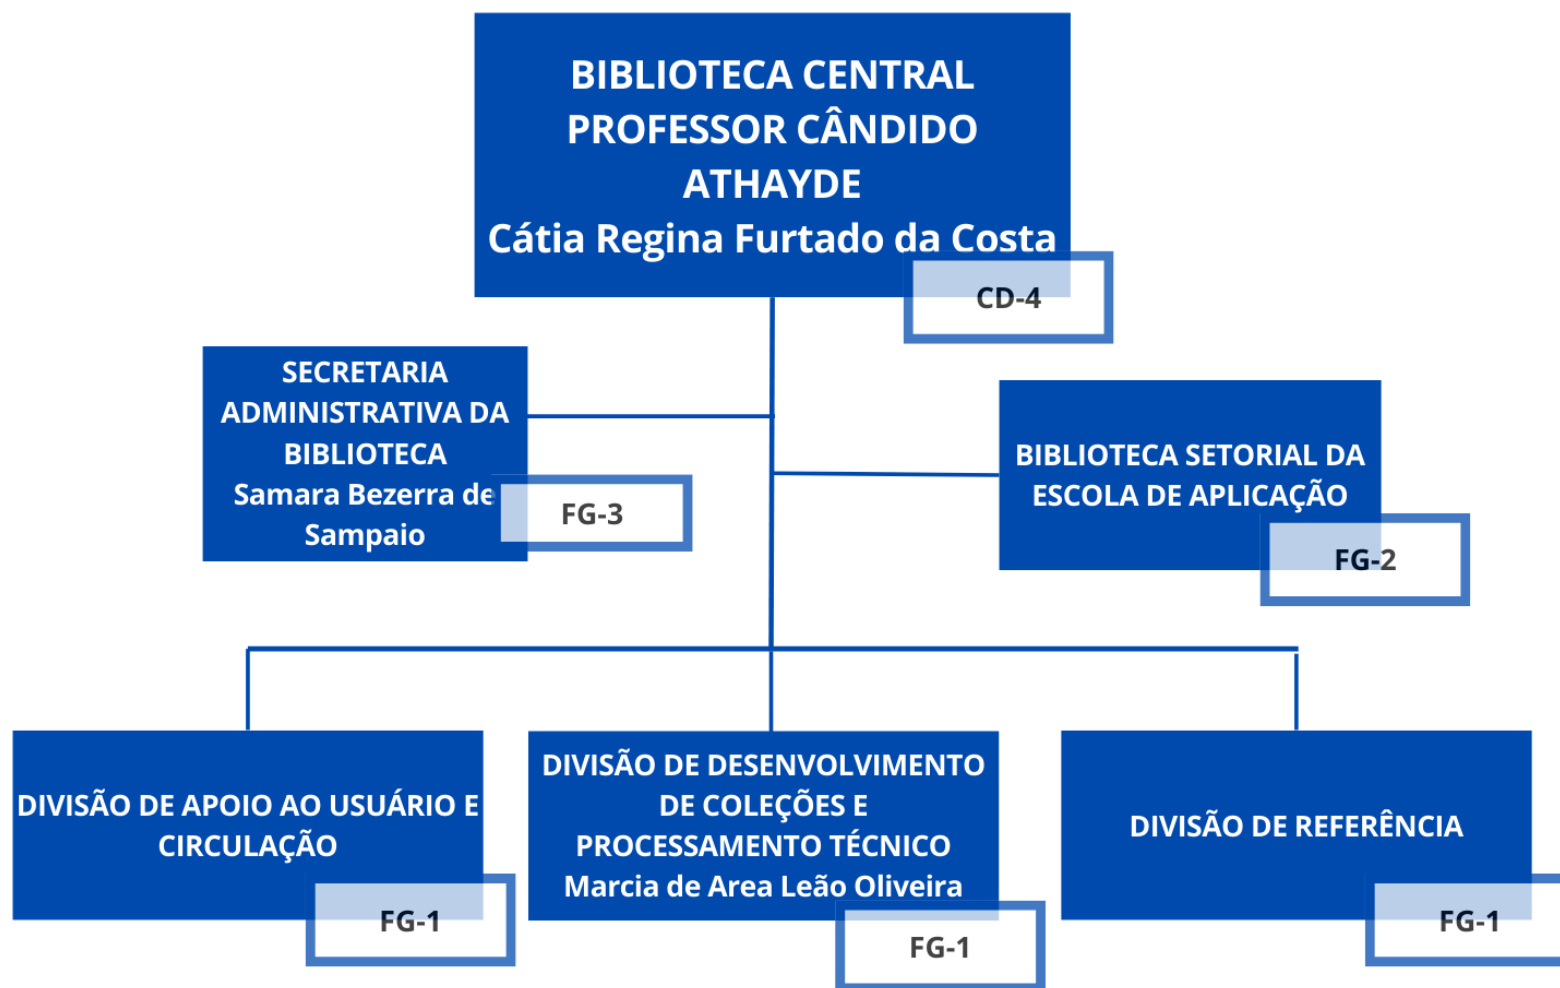 BIBLIOTECA CENTRAL
PROFESSOR CÂNDIDO
ATHAYDE
Cátia Regina Furtado da Costa
CD-4
SECRETARIA
ADMINISTRATIVA DA
BIBLIOTECA
Samara Bezerra de
Sampaio
FG-3
BIBLIOTECA SETORIAL DA
ESCOLA DE APLICAÇÃO
FG-2
DIVISÃO DE APOIO AO USUÁRIO E
CIRCULAÇÃO
FG-1
DIVISÃO DE DESENVOLVIMENTO
DE COLEÇÕES E
PROCESSAMENTO TÉCNICO
Marcia de Area Leão Oliveira
FG-1
DIVISÃO DE REFERÊNCIA
FG-1